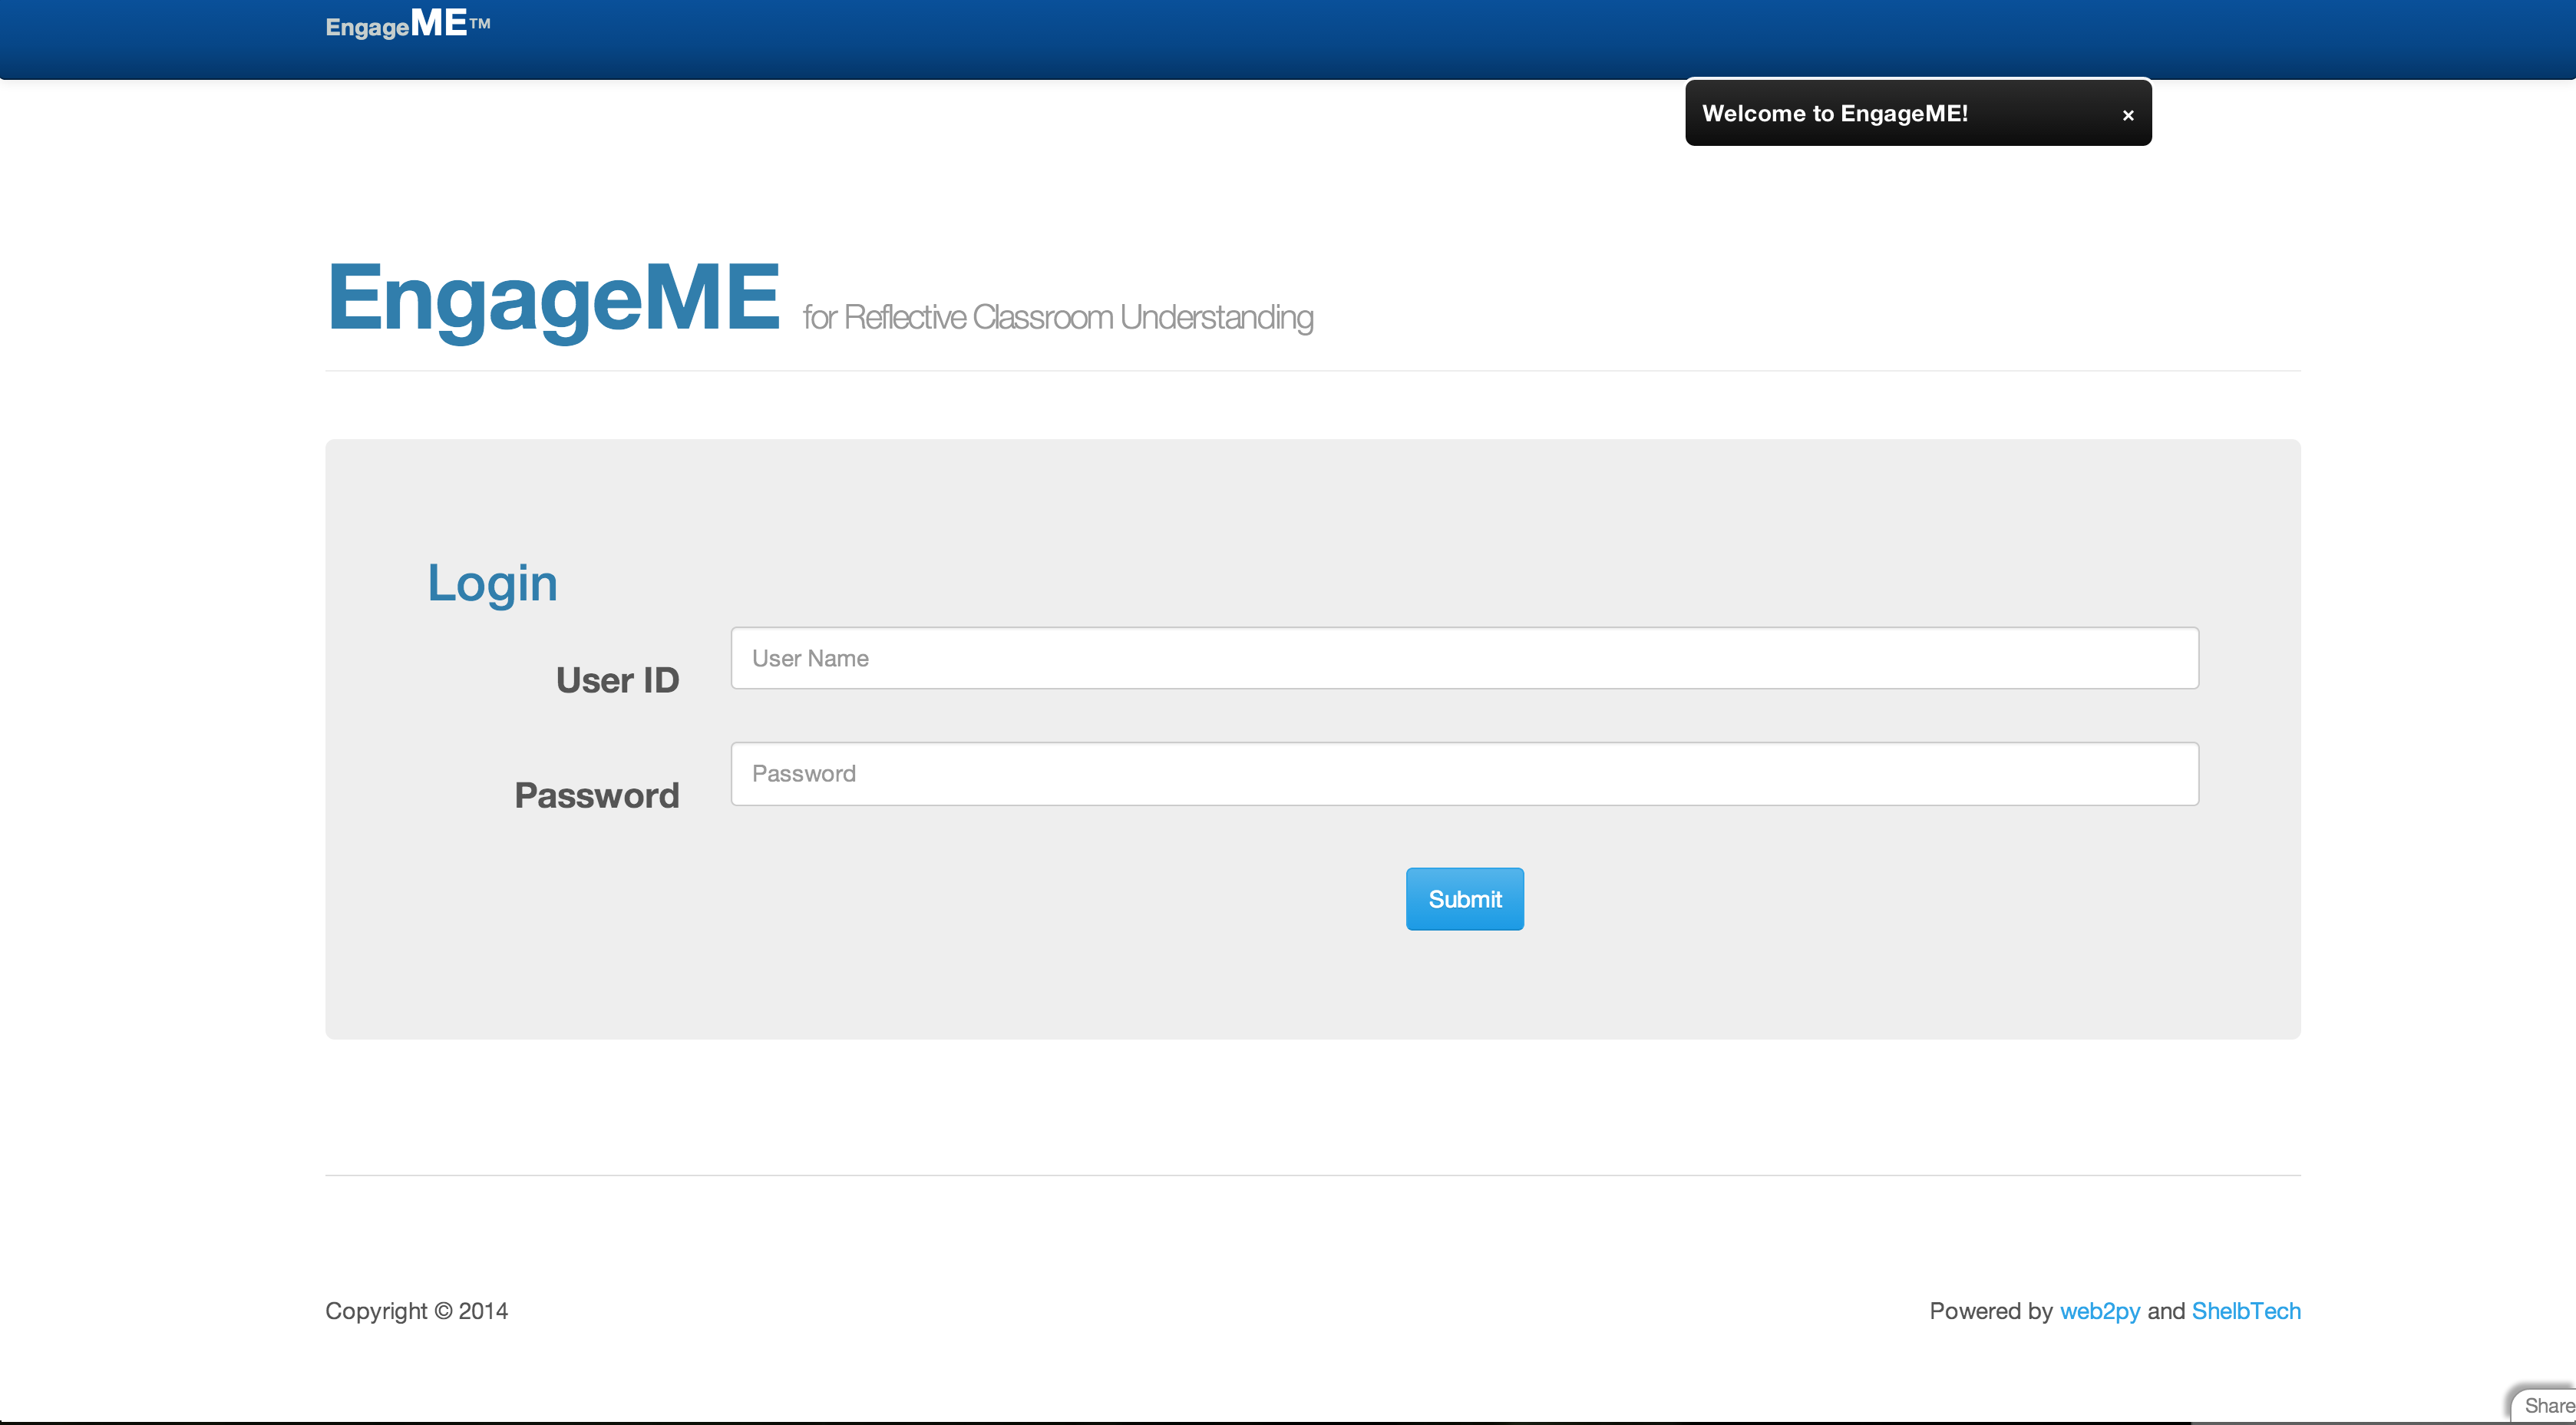 EngageME™
Welcome to EngageME! ×
EngageME for Reflective Classroom Understanding
Login
User ID
User Name
Password
Password
Submit
Copyright © 2014
Powered by web2py and ShelbTech
Share